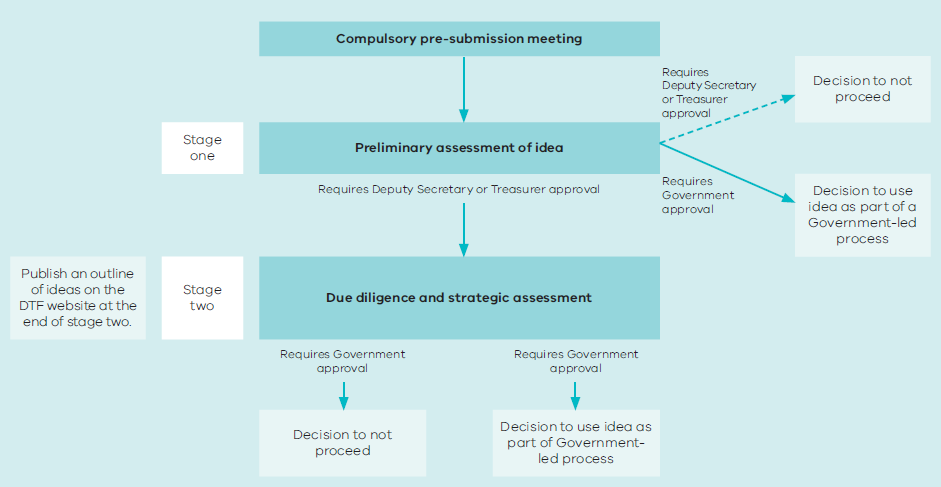 Compulsory pre-submission meeting
Requires
Deputy Secretary
or Treasurer
approval
Decision to not
proceed
Stage
one
Preliminary assessment of idea
Requires
Government
approval
Decision to use
idea as part of a
Government-led
process
Requires Deputy Secretary or Treasurer approval
Publish an outline
of ideas on the
DTF website at the
end of stage two.
Stage
two
Due diligence and strategic assessment
Requires Government
approval
Requires Government
approval
Decision to not
proceed
Decision to use idea as
part of Government-
led process